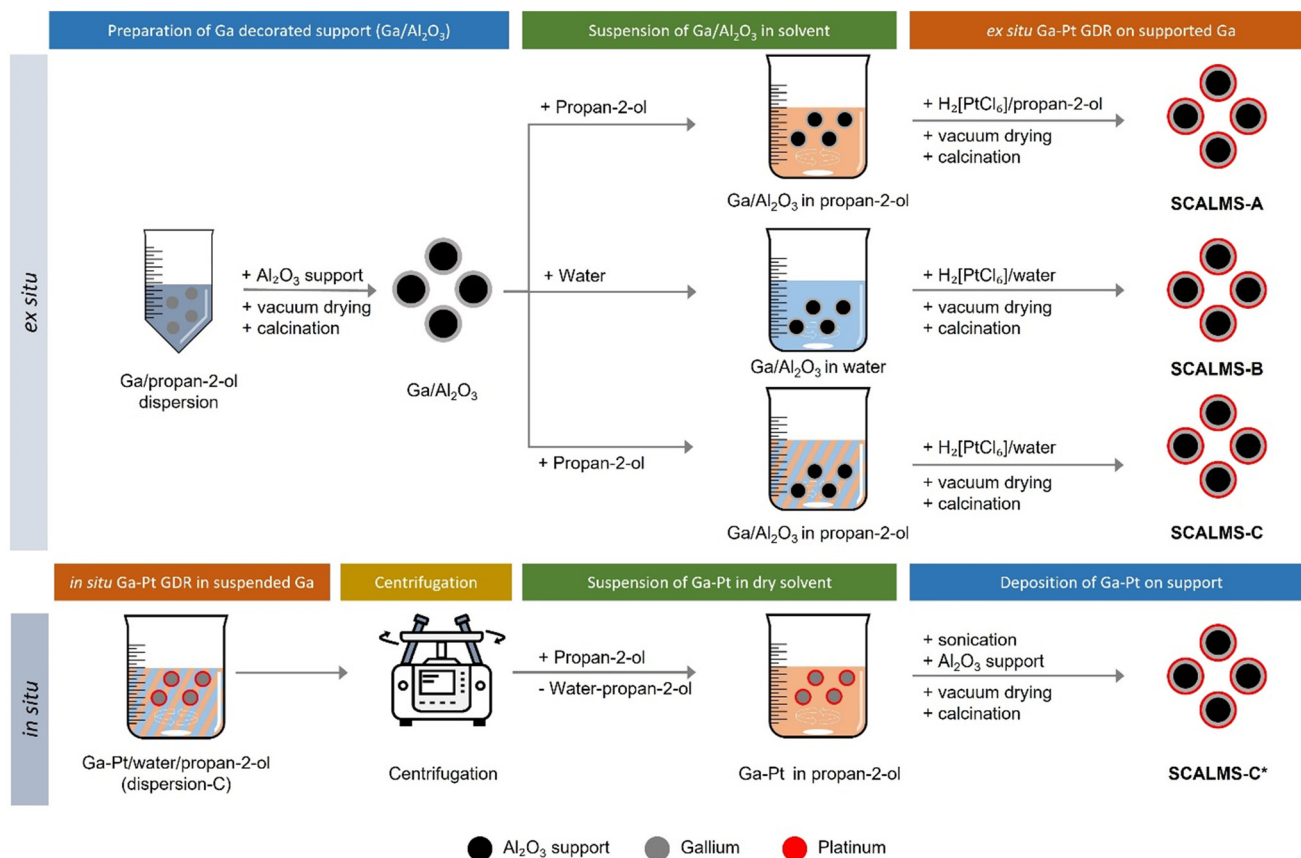 Preparation of Ga decorated support (Ga/Al₂O₃)
Suspension of Ga/Al₂O₃ in solvent
ex situ Ga-Pt GDR on supported Ga
ex situ
Ga/propan-2-ol
dispersion
+ Al₂O₃ support
+ vacuum drying
+ calcination
Ga/Al₂O₃
+ Propan-2-ol
Ga/Al₂O₃ in propan-2-ol
+ H₂[PtCl₆]/propan-2-ol
+ vacuum drying
+ calcination
SCALMS-A
+ Water
Ga/Al₂O₃ in water
+ H₂[PtCl₆]/water
+ vacuum drying
+ calcination
SCALMS-B
+ Propan-2-ol
Ga/Al₂O₃ in propan-2-ol
+ H₂[PtCl₆]/water
+ vacuum drying
+ calcination
SCALMS-C
in situ Ga-Pt GDR in suspended Ga
Centrifugation
Suspension of Ga-Pt in dry solvent
Deposition of Ga-Pt on support
in situ
Ga-Pt/water/propan-2-ol
(dispersion-C)
Centrifugation
+ Propan-2-ol
- Water-propan-2-ol
Ga-Pt in propan-2-ol
+ sonication
+ Al₂O₃ support
+ vacuum drying
+ calcination
SCALMS-C*
Al₂O₃ support
Gallium
Platinum